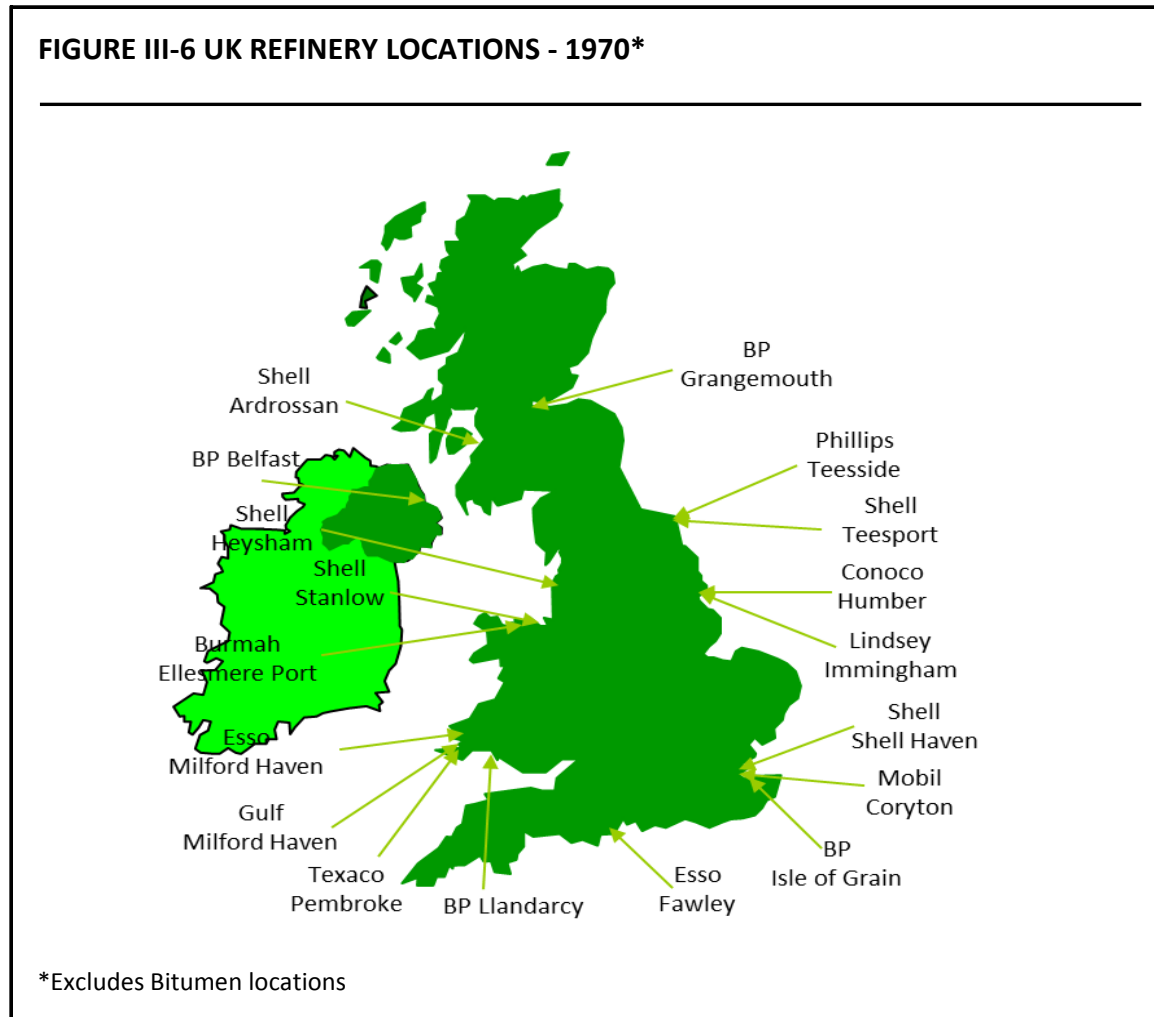 FIGURE III-6 UK REFINERY LOCATIONS - 1970*
BP
Grangemouth
Shell
Ardrossan
Phillips
Teesside
BP Belfast
Shell
Heysham
Shell
Teesport
Shell
Stanlow
Conoco
Humber
Burmah
Ellesmere Port
Lindsey
Immingham
Esso
Milford Haven
Shell
Shell Haven
Mobil
Coryton
Gulf
Milford Haven
BP
Isle of Grain
Texaco
Pembroke
BP Llandarcy
Esso
Fawley
*Excludes Bitumen locations